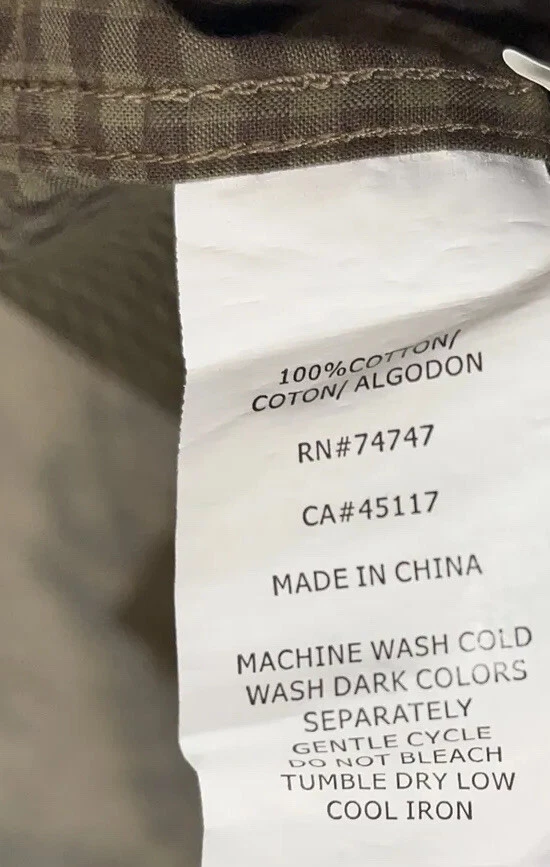 100%COTTON/
COTON/ ALGODON
RN#74747
CA#45117
MADE IN CHINA
MACHINE WASH COLD
WASH DARK COLORS
SEPARATELY
GENTLE CYCLE
DO NOT BLEACH
TUMBLE DRY LOW
COOL IRON